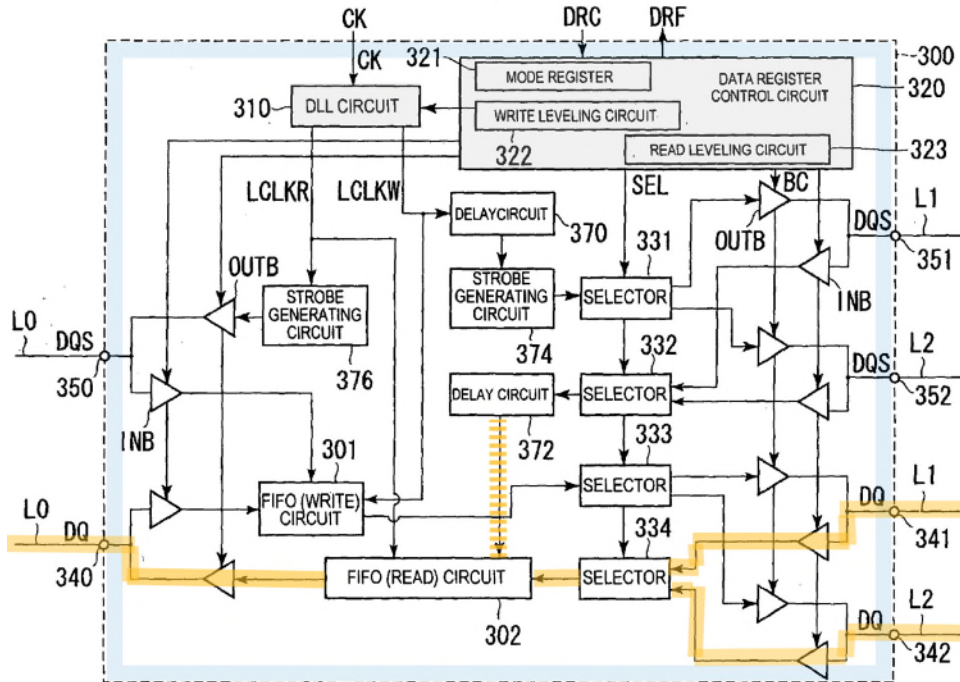 CK
DRC
DRF
CK
321
MODE REGISTER
DATA REGISTER
CONTROL CIRCUIT
300
320
310
DLL CIRCUIT
WRITE LEVELING CIRCUIT
322
READ LEVELING CIRCUIT
323
LCLKR
LCLKW
SEL
BC
L1
DELAY CIRCUIT
370
331
OUTB
DQS
351
OUTB
STROBE
GENERATING
CIRCUIT
376
STROBE
GENERATING
CIRCUIT
374
SELECTOR
INB
L0
DQS
350
332
L2
DQS
352
INB
DELAY CIRCUIT
372
SELECTOR
301
FIFO (WRITE)
CIRCUIT
333
SELECTOR
L1
DQ
341
L0
DQ
340
334
FIFO (READ) CIRCUIT
302
SELECTOR
L2
DQ
342